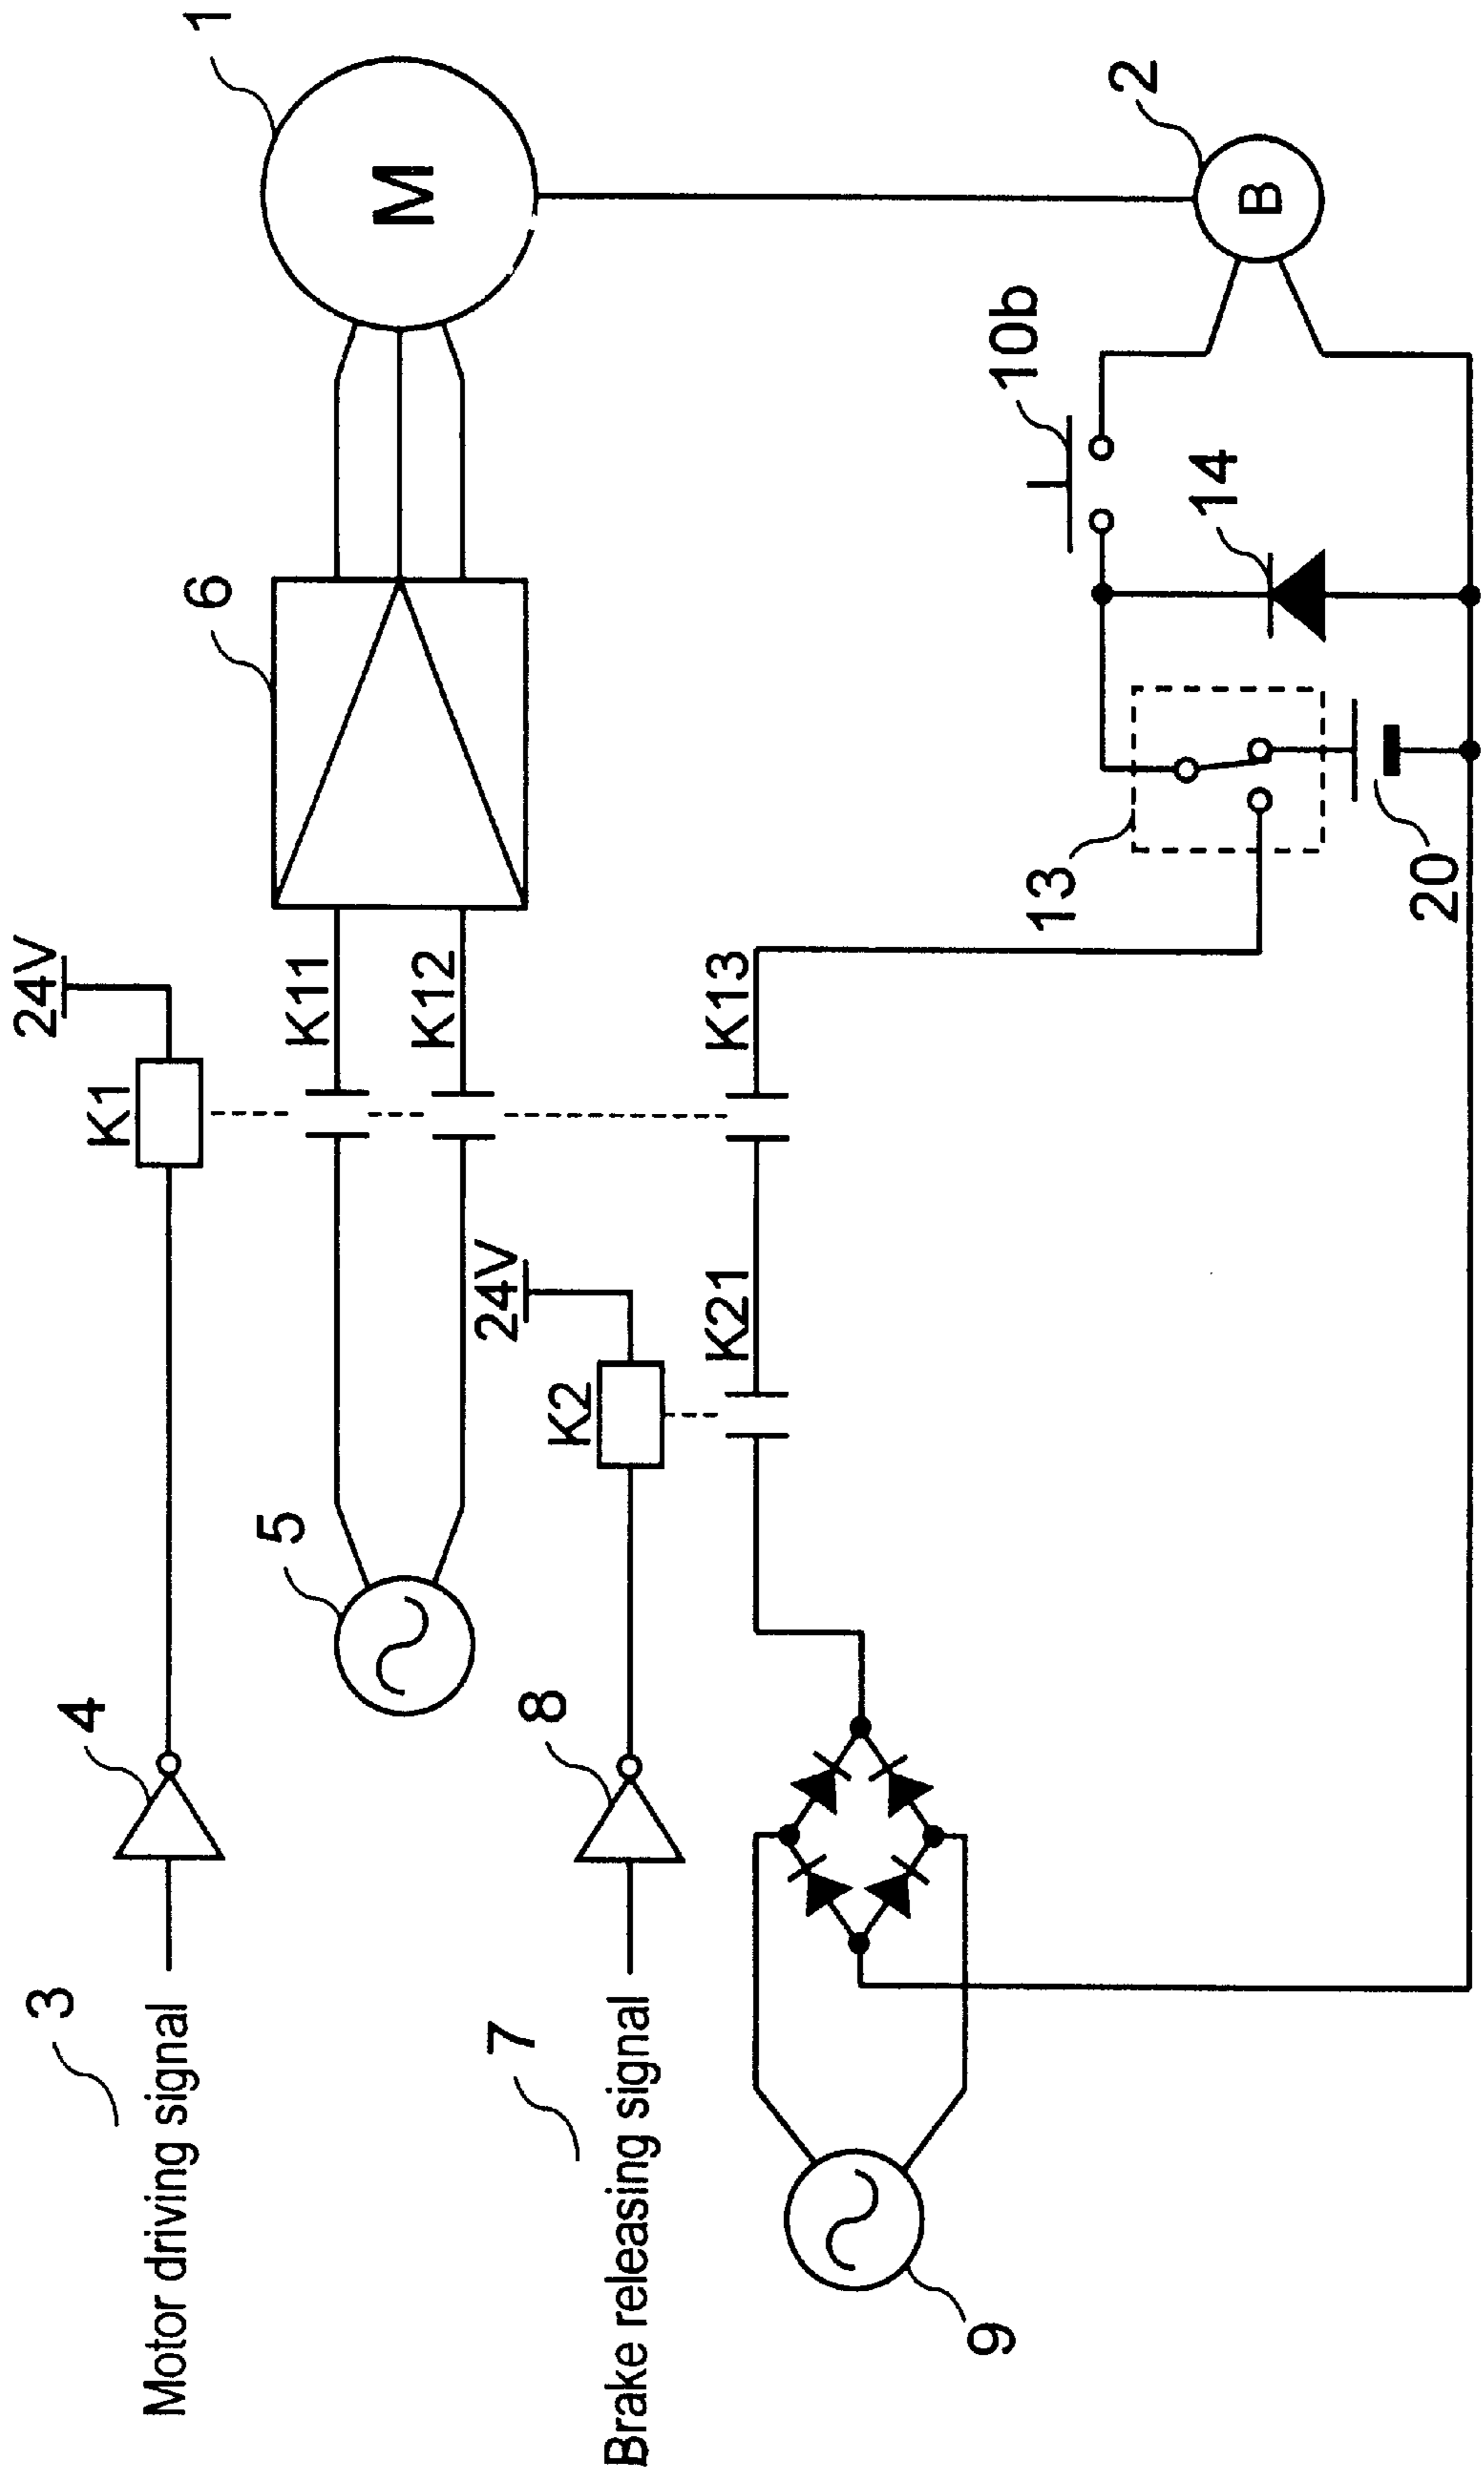 3
Motor driving signal
4
K1
24V
5
K11
K12
6
M
1
7
Brake releasing signal
8
K2
24V
K21
K13
9
13
20
14
10b
B
2